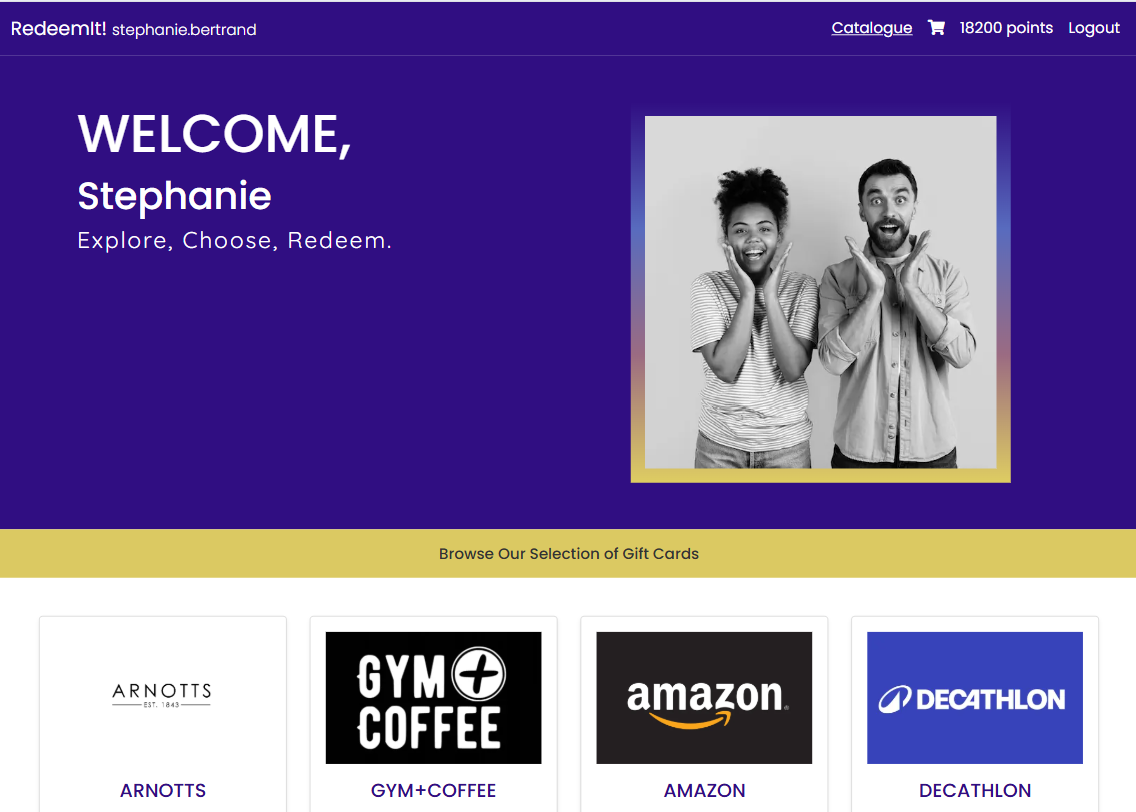 RedeemIt! stephanie.bertrand
Catalogue 18200 points Logout
WELCOME,
Stephanie
Explore, Choose, Redeem.
Browse Our Selection of Gift Cards
ARNOTTS
EST. 1843
GYM+
COFFEE
amazon
DECATHLON
ARNOTTS
GYM+COFFEE
AMAZON
DECATHLON